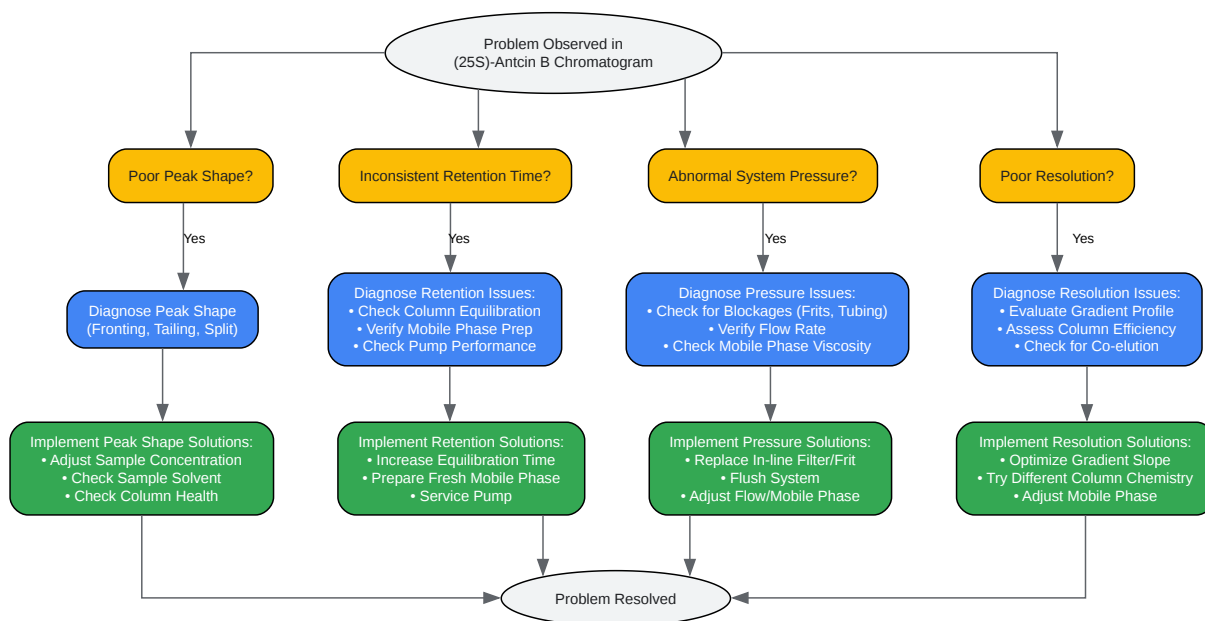 Problem Observed in
(25S)-Antcin B Chromatogram
Poor Peak Shape?
Inconsistent Retention Time?
Abnormal System Pressure?
Poor Resolution?
Yes
Yes
Yes
Yes
Diagnose Peak Shape
(Fronting, Tailing, Split)
Diagnose Retention Issues:
• Check Column Equilibration
• Verify Mobile Phase Prep
• Check Pump Performance
Diagnose Pressure Issues:
• Check for Blockages (Frits, Tubing)
• Verify Flow Rate
• Check Mobile Phase Viscosity
Diagnose Resolution Issues:
• Evaluate Gradient Profile
• Assess Column Efficiency
• Check for Co-elution
Implement Peak Shape Solutions:
• Adjust Sample Concentration
• Check Sample Solvent
• Check Column Health
Implement Retention Solutions:
• Increase Equilibration Time
• Prepare Fresh Mobile Phase
• Service Pump
Implement Pressure Solutions:
• Replace In-line Filter/Frit
• Flush System
• Adjust Flow/Mobile Phase
Implement Resolution Solutions:
• Optimize Gradient Slope
• Try Different Column Chemistry
• Adjust Mobile Phase
Problem Resolved